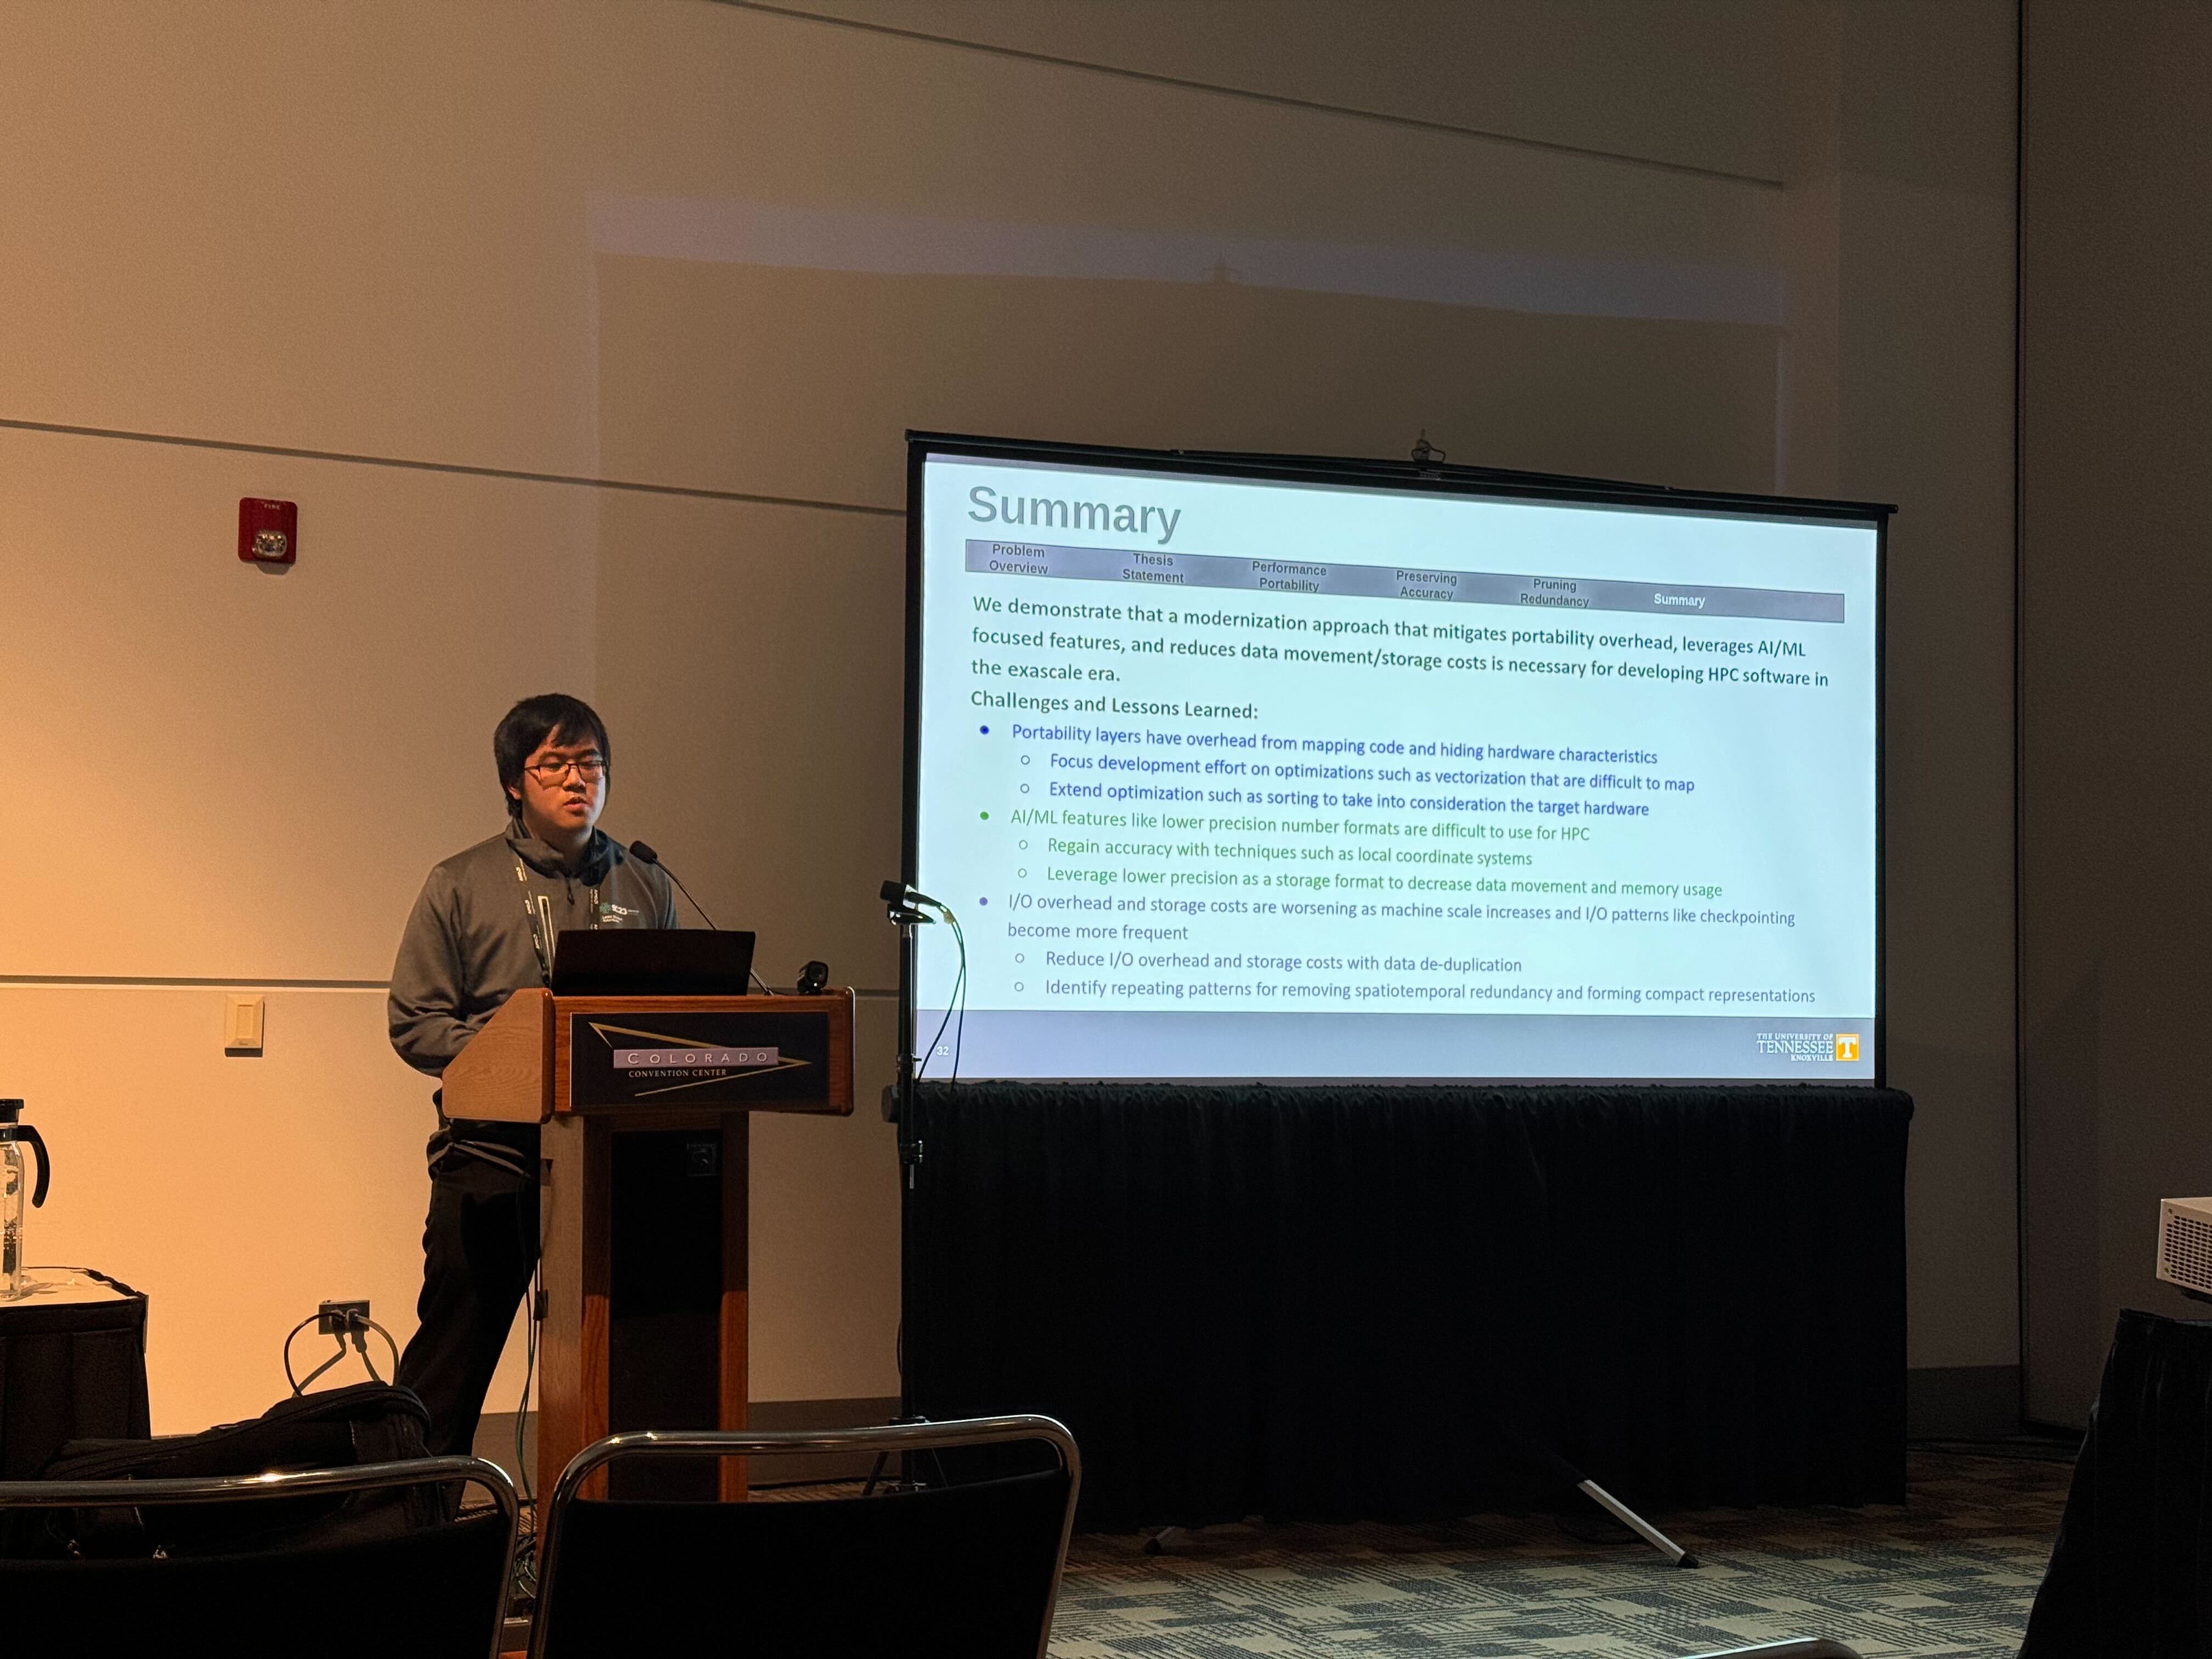 FIRE
Summary
Problem
Overview
Thesis
Statement
Performance
Portability
Preserving
Accuracy
Pruning
Redundancy
Summary
We demonstrate that a modernization approach that mitigates portability overhead, leverages AI/ML
focused features, and reduces data movement/storage costs is necessary for developing HPC software in
the exascale era.
Challenges and Lessons Learned:
● Portability layers have overhead from mapping code and hiding hardware characteristics
○ Focus development effort on optimizations such as vectorization that are difficult to map
○ Extend optimization such as sorting to take into consideration the target hardware
● AI/ML features like lower precision number formats are difficult to use for HPC
○ Regain accuracy with techniques such as local coordinate systems
○ Leverage lower precision as a storage format to decrease data movement and memory usage
● I/O overhead and storage costs are worsening as machine scale increases and I/O patterns like checkpointing
become more frequent
○ Reduce I/O overhead and storage costs with data de-duplication
○ Identify repeating patterns for removing spatiotemporal redundancy and forming compact representations
32
THE UNIVERSITY OF
TENNESSEE
KNOXVILLE
T
COLORADO
CONVENTION CENTER